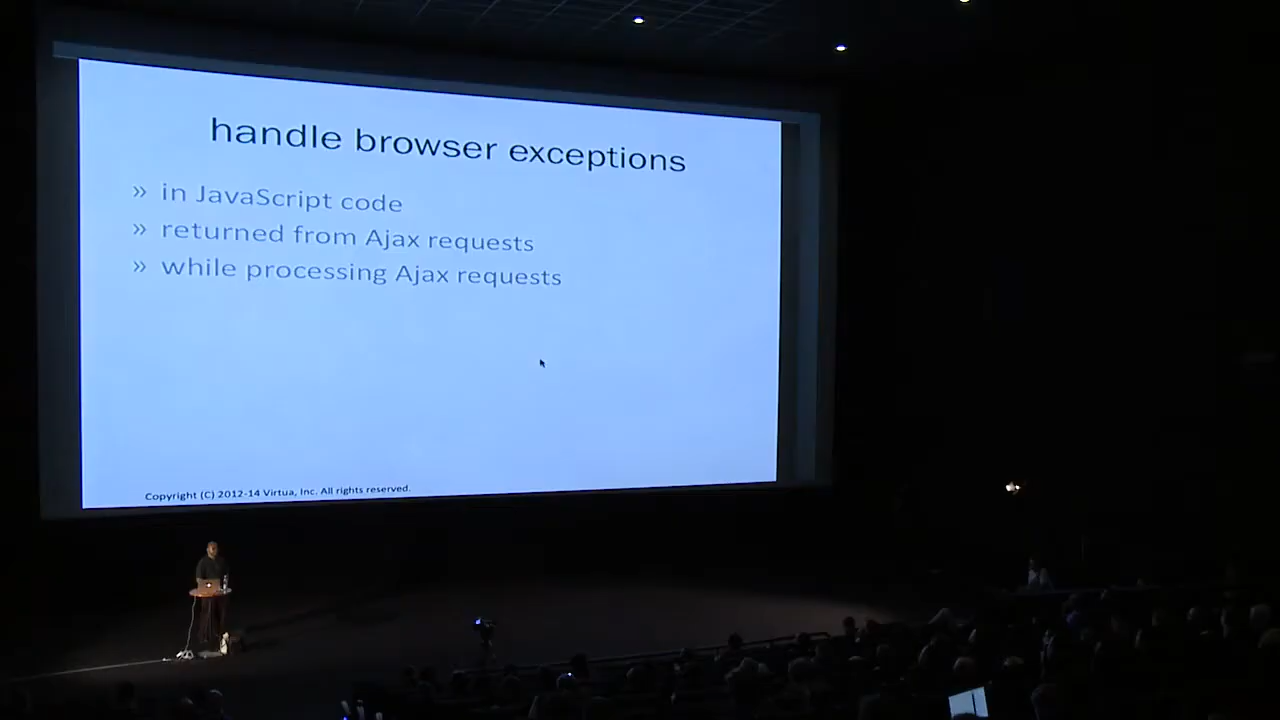 handle browser exceptions
» in JavaScript code
» returned from Ajax requests
» while processing Ajax requests
Copyright (C) 2012-14 Virtua, Inc. All rights reserved.